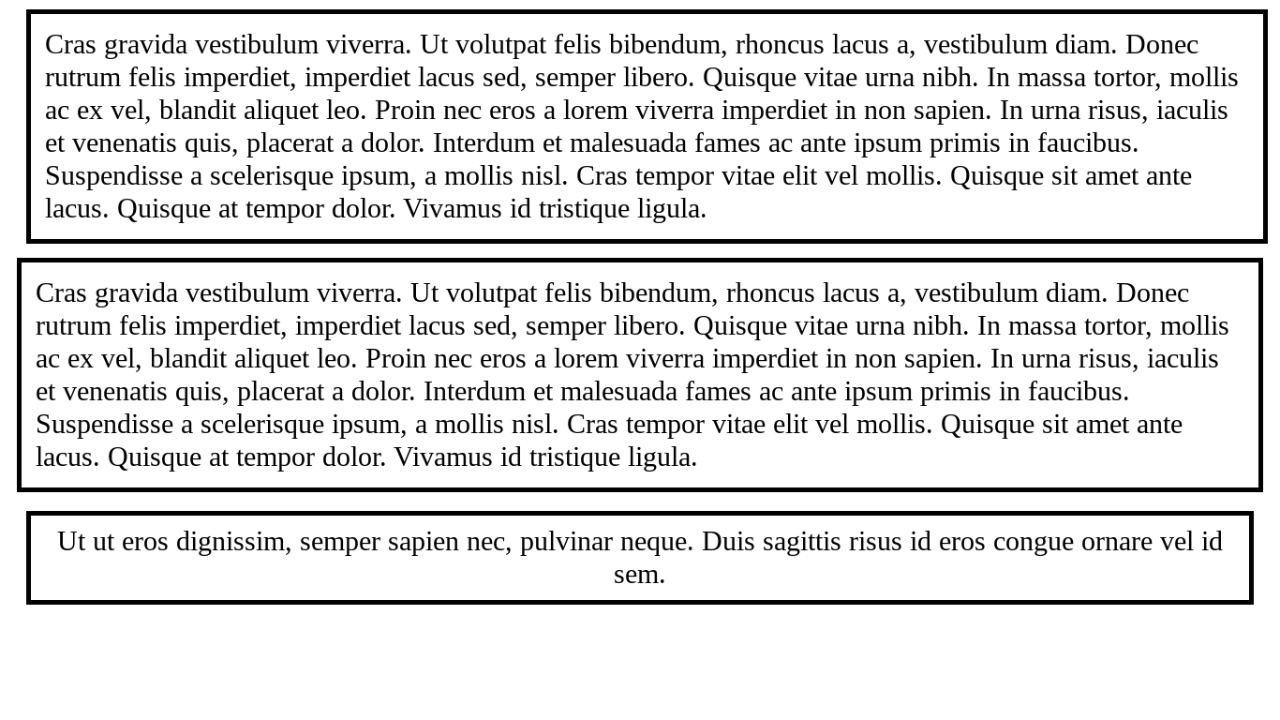 Cras gravida vestibulum viverra. Ut volutpat felis bibendum, rhoncus lacus a, vestibulum diam. Donec
rutrum felis imperdiet, imperdiet lacus sed, semper libero. Quisque vitae urna nibh. In massa tortor, mollis
ac ex vel, blandit aliquet leo. Proin nec eros a lorem viverra imperdiet in non sapien. In urna risus, iaculis
et venenatis quis, placerat a dolor. Interdum et malesuada fames ac ante ipsum primis in faucibus.
Suspendisse a scelerisque ipsum, a mollis nisl. Cras tempor vitae elit vel mollis. Quisque sit amet ante
lacus. Quisque at tempor dolor. Vivamus id tristique ligula.
Cras gravida vestibulum viverra. Ut volutpat felis bibendum, rhoncus lacus a, vestibulum diam. Donec
rutrum felis imperdiet, imperdiet lacus sed, semper libero. Quisque vitae urna nibh. In massa tortor, mollis
ac ex vel, blandit aliquet leo. Proin nec eros a lorem viverra imperdiet in non sapien. In urna risus, iaculis
et venenatis quis, placerat a dolor. Interdum et malesuada fames ac ante ipsum primis in faucibus.
Suspendisse a scelerisque ipsum, a mollis nisl. Cras tempor vitae elit vel mollis. Quisque sit amet ante
lacus. Quisque at tempor dolor. Vivamus id tristique ligula.
Ut ut eros dignissim, semper sapien nec, pulvinar neque. Duis sagittis risus id eros congue ornare vel id
sem.